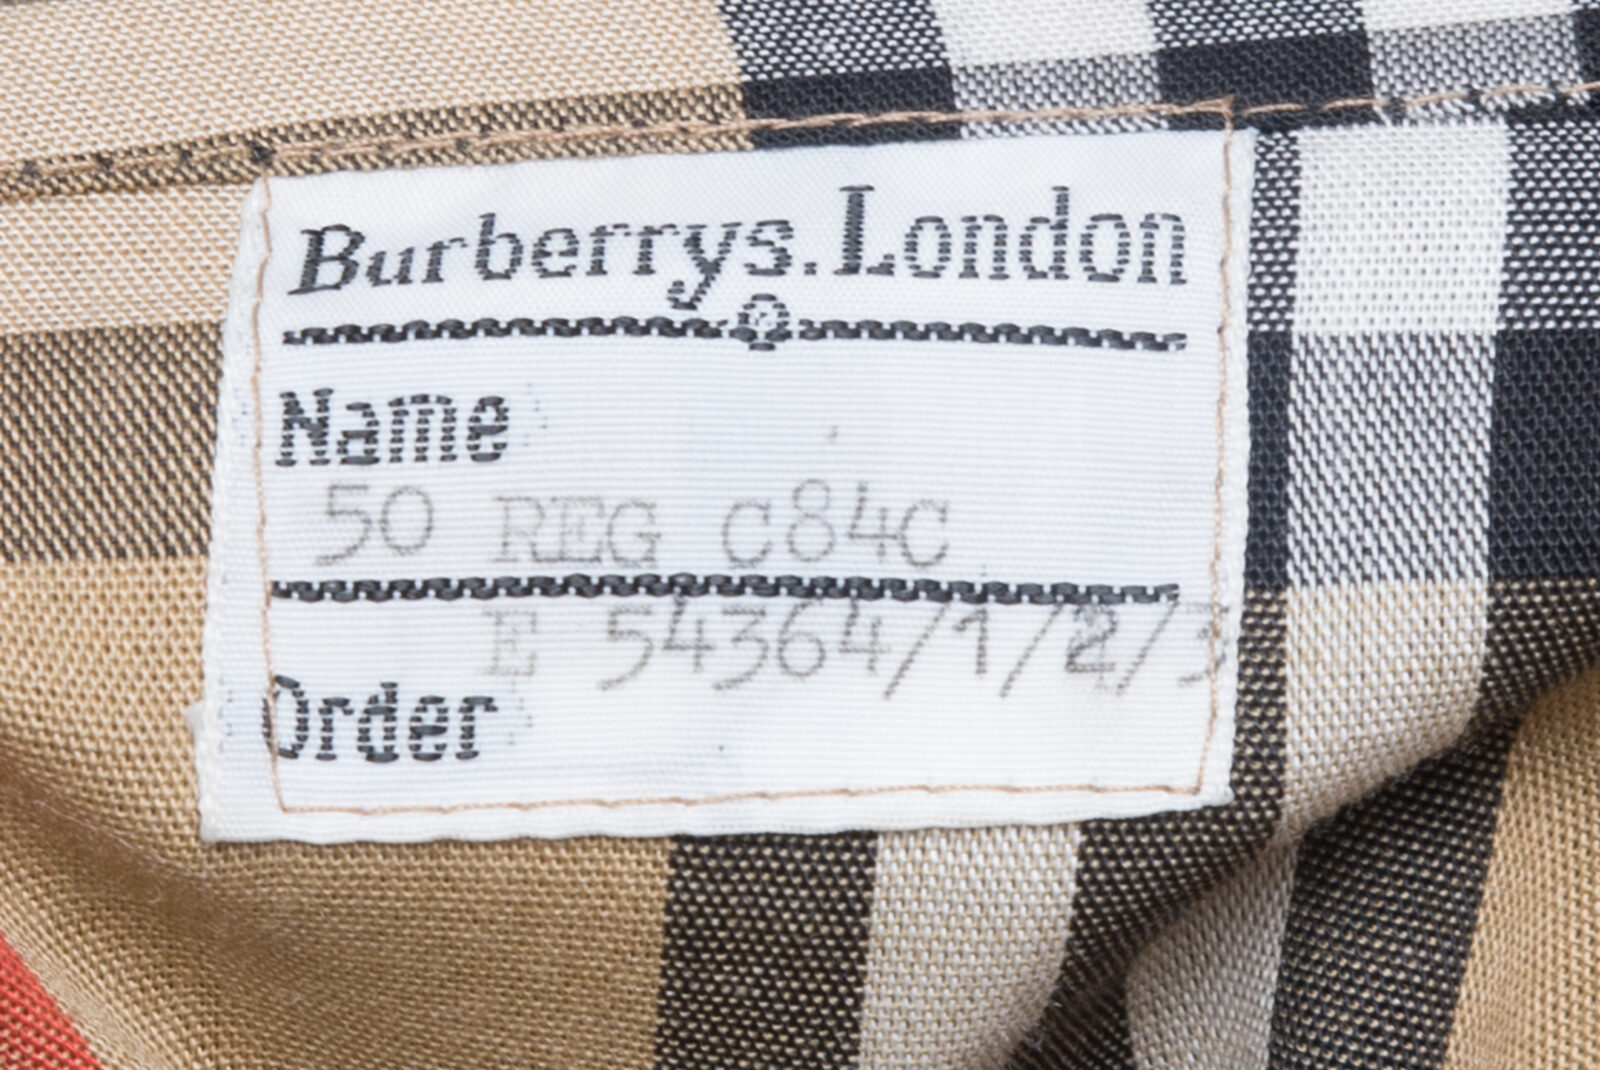 Burberrys.London
Name
50 REG C84C
E 54364/1/2/3
Order